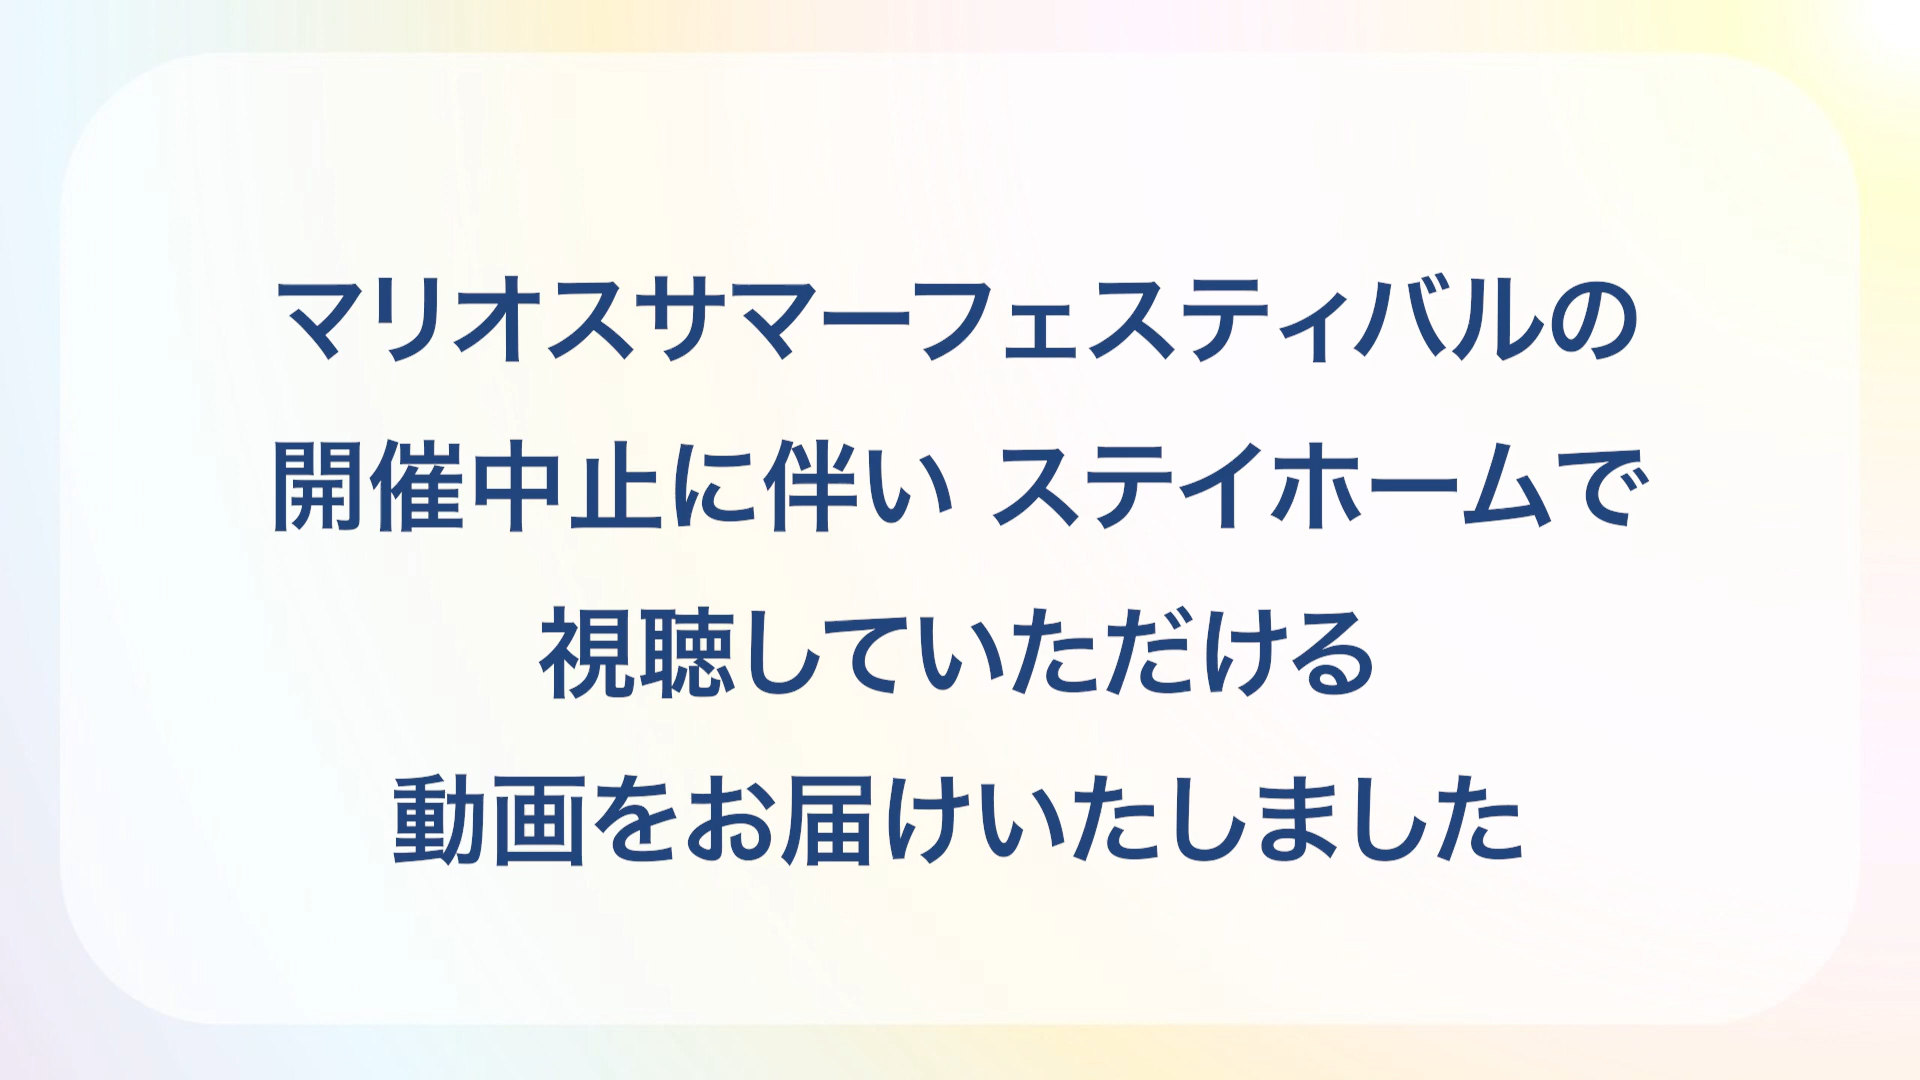 マリオスサマーフェスティバルの
開催中止に伴い ステイホームで
視聴していただける
動画をお届けいたしました